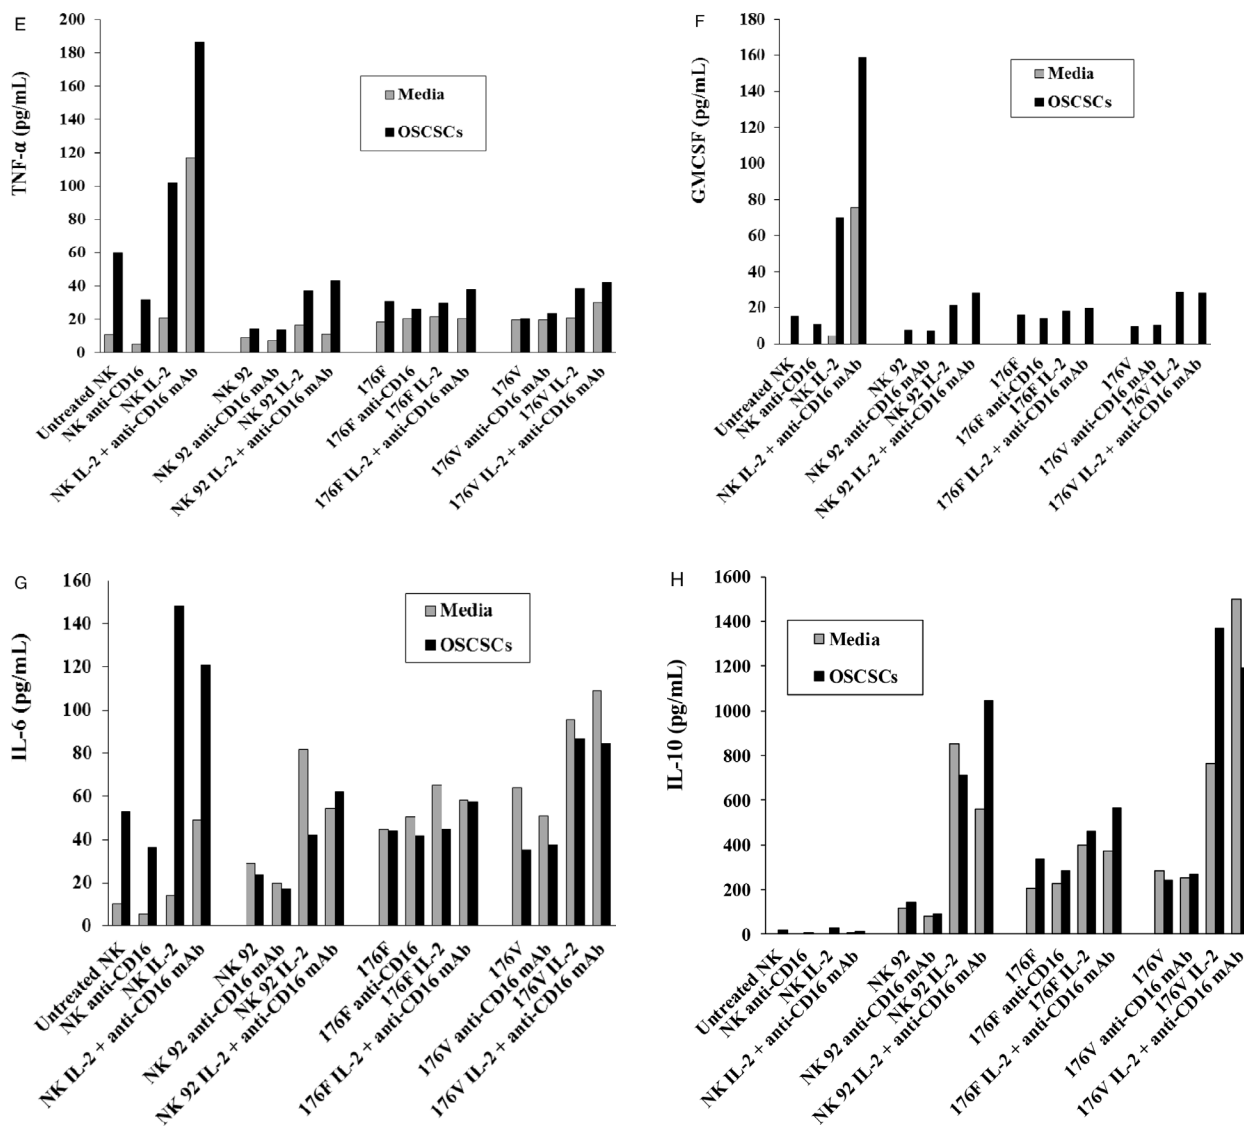 E
TNF-α (pg/mL)
200
180
160
140
120
100
80
60
40
20
0
Media
OSCSCs
Untreated NK
NK anti-CD16
NK IL-2
NK IL-2 + anti-CD16 mAb
NK 92
NK 92 anti-CD16 mAb
NK 92 IL-2
NK 92 IL-2 + anti-CD16 mAb
176F
176F anti-CD16
176F IL-2
176F IL-2 + anti-CD16 mAb
176V
176V anti-CD16 mAb
176V IL-2
176V IL-2 + anti-CD16 mAb
F
GMCSF (pg/mL)
180
160
140
120
100
80
60
40
20
0
Media
OSCSCs
Untreated NK
NK anti-CD16
NK IL-2
NK IL-2 + anti-CD16 mAb
NK 92
NK 92 anti-CD16 mAb
NK 92 IL-2
NK 92 IL-2 + anti-CD16 mAb
176F
176F anti-CD16
176F IL-2
176F IL-2 + anti-CD16 mAb
176V
176V anti-CD16 mAb
176V IL-2
176V IL-2 + anti-CD16 mAb
G
IL-6 (pg/mL)
160
140
120
100
80
60
40
20
0
Media
OSCSCs
Untreated NK
NK anti-CD16
NK IL-2
NK IL-2 + anti-CD16 mAb
NK 92
NK 92 anti-CD16 mAb
NK 92 IL-2
NK 92 IL-2 + anti-CD16 mAb
176F
176F anti-CD16
176F IL-2
176F IL-2 + anti-CD16 mAb
176V
176V anti-CD16 mAb
176V IL-2
176V IL-2 + anti-CD16 mAb
H
IL-10 (pg/mL)
1600
1400
1200
1000
800
600
400
200
0
Media
OSCSCs
Untreated NK
NK anti-CD16
NK IL-2
NK IL-2 + anti-CD16 mAb
NK 92
NK 92 anti-CD16 mAb
NK 92 IL-2
NK 92 IL-2 + anti-CD16 mAb
176F
176F anti-CD16
176F IL-2
176F IL-2 + anti-CD16 mAb
176V
176V anti-CD16 mAb
176V IL-2
176V IL-2 + anti-CD16 mAb